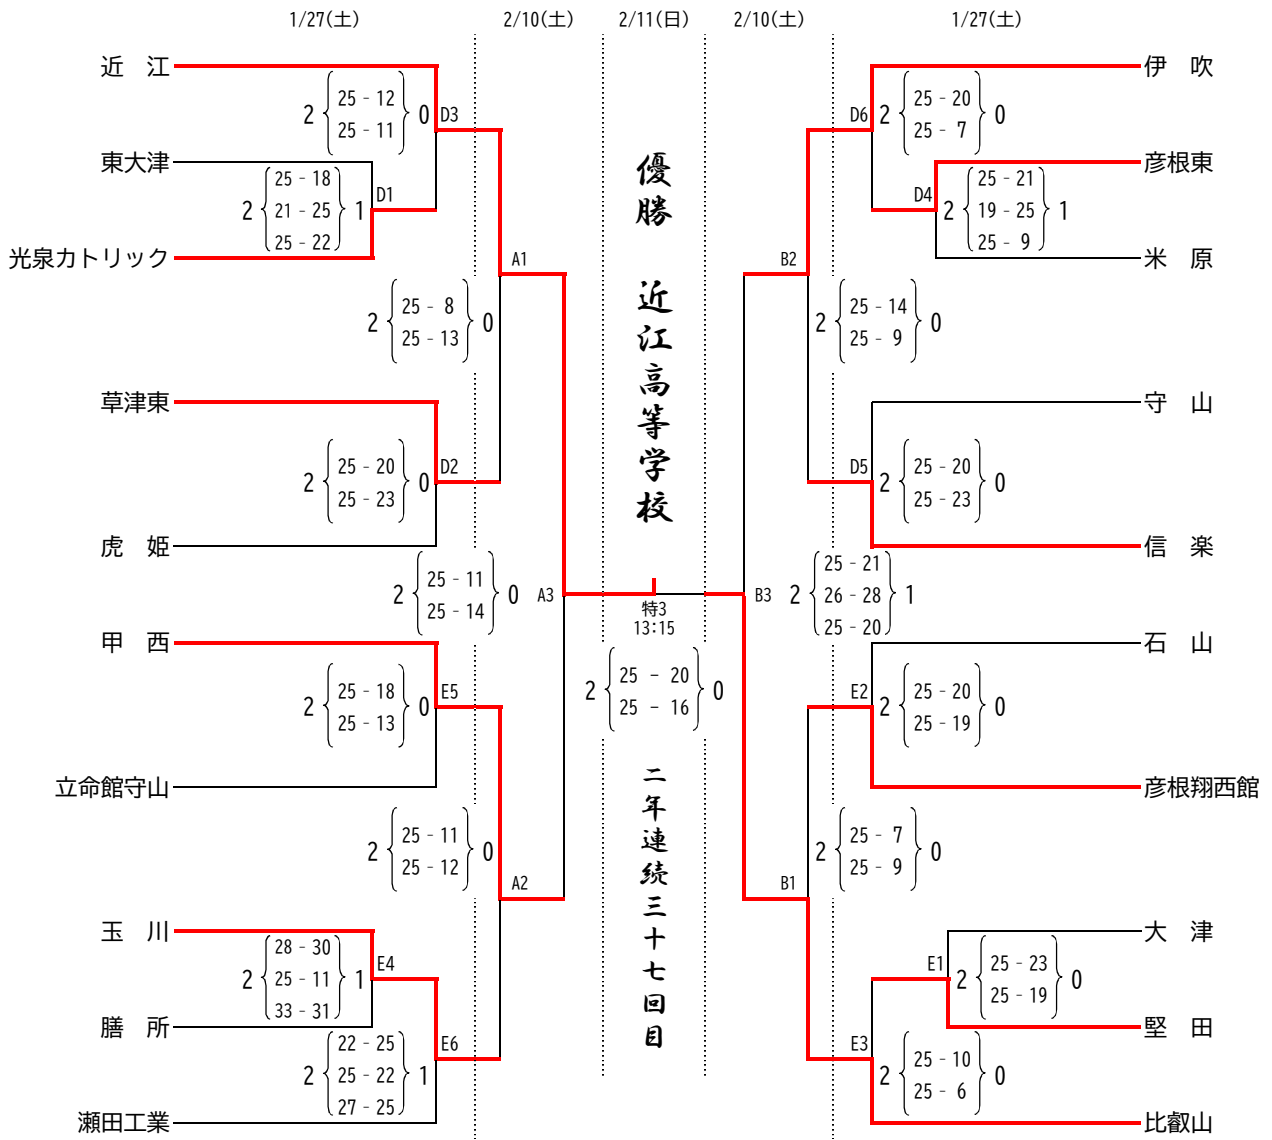 1/27(土)
2/10(土)
2/11(日)
2/10(土)
1/27(土)
近　江
2 25 - 12 0
25 - 11
D3
東大津
2 25 - 18 1
21 - 25
25 - 22
D1
光泉カトリック
A1
2 25 - 8 0
25 - 13
草津東
2 25 - 20 0
25 - 23
D2
虎　姫
2 25 - 11 0
25 - 14
A3
甲　西
2 25 - 18 0
25 - 13
E5
立命館守山
2 25 - 11 0
25 - 12
A2
玉　川
2 28 - 30 1
25 - 11
33 - 31
E4
膳　所
2 22 - 25 1
25 - 22
27 - 25
E6
瀬田工業
優勝　近江高等学校
特3
13:15
2 25 - 20 0
25 - 16
二年連続三十七回目
伊　吹
D6
2 25 - 20 0
25 - 7
彦根東
D4
2 25 - 21 1
19 - 25
25 - 9
米　原
B2
2 25 - 14 0
25 - 9
守　山
D5
2 25 - 20 0
25 - 23
信　楽
B3
2 25 - 21 1
26 - 28
25 - 20
石　山
E2
2 25 - 20 0
25 - 19
彦根翔西館
2 25 - 7 0
25 - 9
B1
大　津
E1
2 25 - 23 0
25 - 19
堅　田
E3
2 25 - 10 0
25 - 6
比叡山